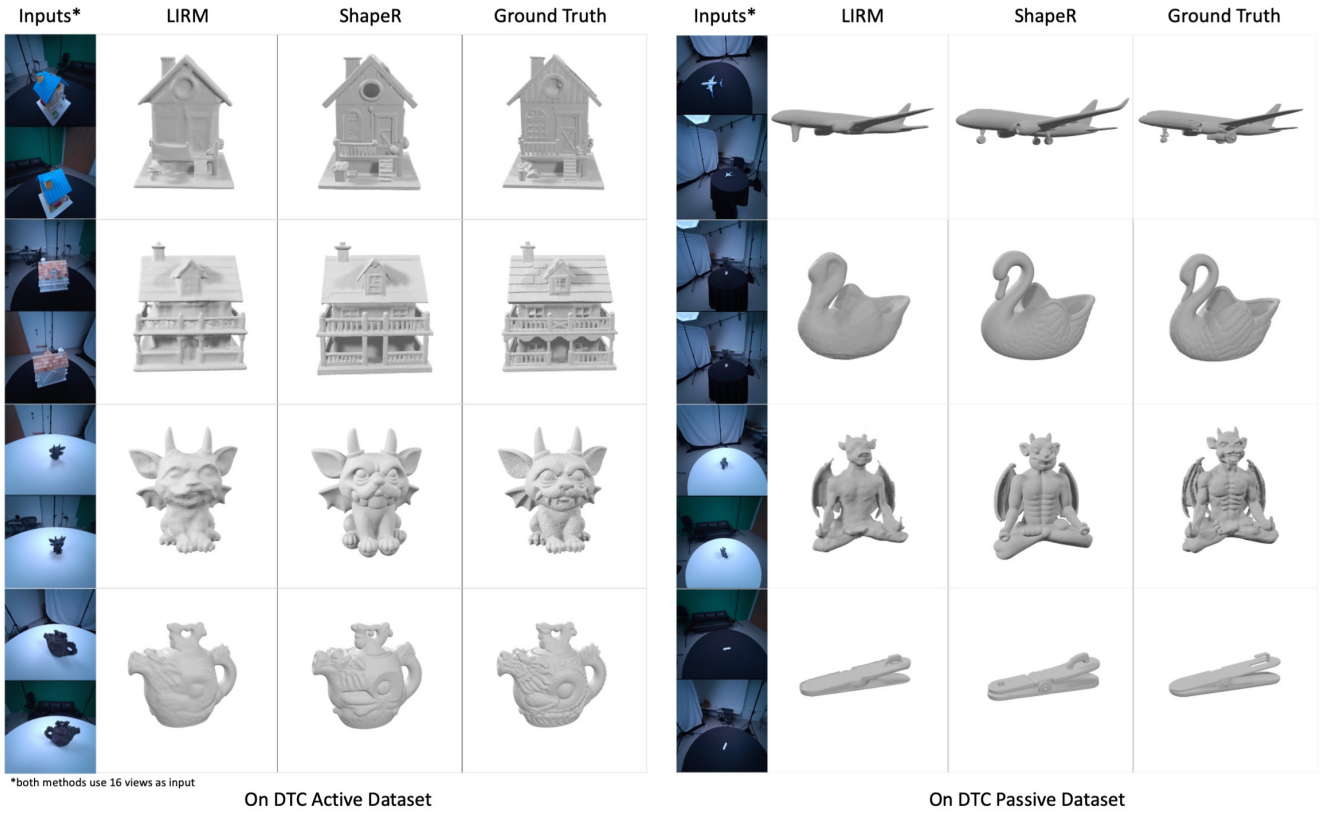 Inputs* LIRM ShapeR Ground Truth
Inputs* LIRM ShapeR Ground Truth
*both methods use 16 views as input
On DTC Active Dataset
On DTC Passive Dataset